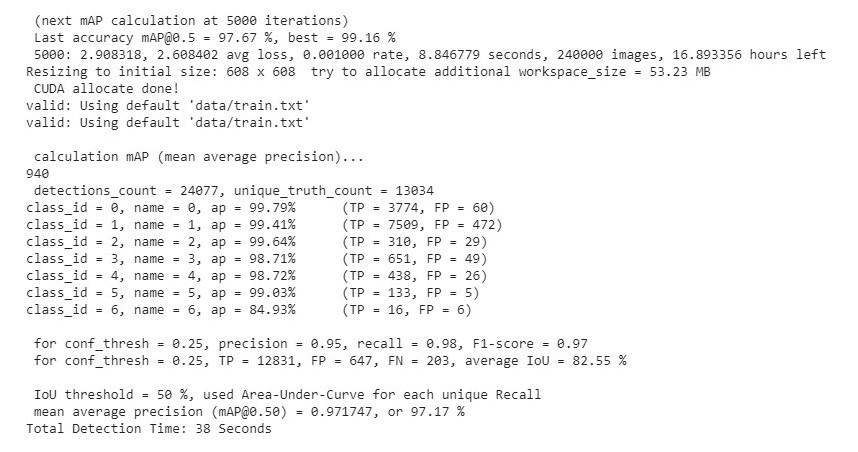 (next mAP calculation at 5000 iterations)
Last accuracy mAP@0.5 = 97.67 %, best = 99.16 %
5000: 2.908318, 2.608402 avg loss, 0.001000 rate, 8.846779 seconds, 240000 images, 16.893356 hours left
Resizing to initial size: 608 x 608  try to allocate additional workspace_size = 53.23 MB
CUDA allocate done!
valid: Using default 'data/train.txt'
valid: Using default 'data/train.txt'
calculation mAP (mean average precision)...
940
detections_count = 24077, unique_truth_count = 13034
class_id = 0, name = 0, ap = 99.79%      (TP = 3774, FP = 60)
class_id = 1, name = 1, ap = 99.41%      (TP = 7509, FP = 472)
class_id = 2, name = 2, ap = 99.64%      (TP = 310, FP = 29)
class_id = 3, name = 3, ap = 98.71%      (TP = 651, FP = 49)
class_id = 4, name = 4, ap = 98.72%      (TP = 438, FP = 26)
class_id = 5, name = 5, ap = 99.03%      (TP = 133, FP = 5)
class_id = 6, name = 6, ap = 84.93%      (TP = 16, FP = 6)
for conf_thresh = 0.25, precision = 0.95, recall = 0.98, F1-score = 0.97
for conf_thresh = 0.25, TP = 12831, FP = 647, FN = 203, average IoU = 82.55 %
IoU threshold = 50 %, used Area-Under-Curve for each unique Recall
mean average precision (mAP@0.50) = 0.971747, or 97.17 %
Total Detection Time: 38 Seconds